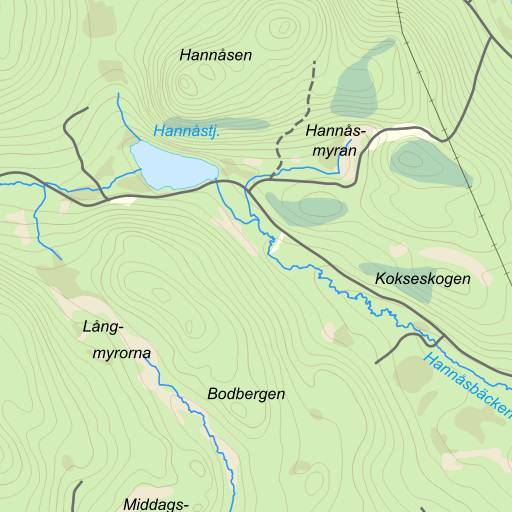 Hannåsen
Hannåstj.
Hannås-
myran
Kokseskogen
Lång-
myrorna
Hannåsbäcken
Bodbergen
Middags-